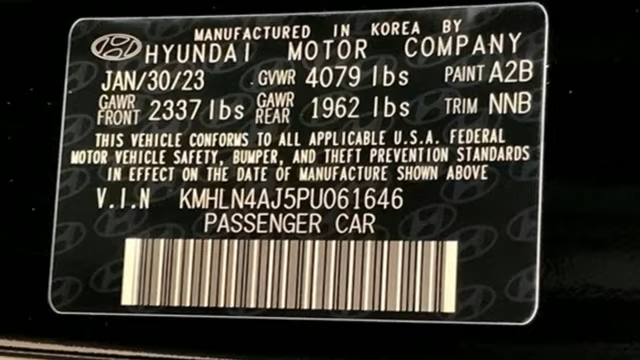 MANUFACTURED IN KOREA BY
HYUNDAI MOTOR COMPANY
JAN/30/23 GVWR 4079 lbs PAINT A2B
GAWR FRONT 2337 lbs GAWR REAR 1962 lbs TRIM NNB
THIS VEHICLE CONFORMS TO ALL APPLICABLE U.S.A. FEDERAL
MOTOR VEHICLE SAFETY, BUMPER, AND THEFT PREVENTION STANDARDS
IN EFFECT ON THE DATE OF MANUFACTURE SHOWN ABOVE
V.I.N KMHLN4AJ5PU061646
PASSENGER CAR